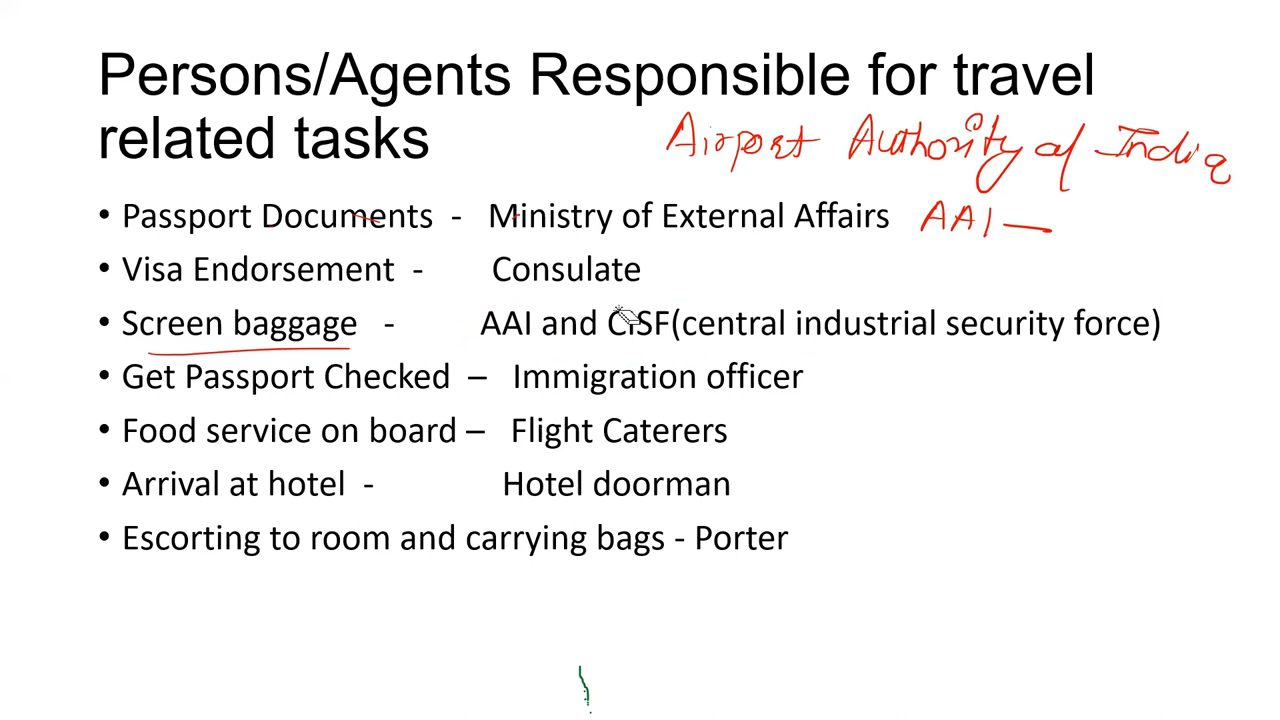 Persons/Agents Responsible for travel
related tasks
Airport Authority of India
• Passport Documents - Ministry of External Affairs AAI —
• Visa Endorsement - Consulate
• Screen baggage - AAI and CISF(central industrial security force)
• Get Passport Checked – Immigration officer
• Food service on board – Flight Caterers
• Arrival at hotel - Hotel doorman
• Escorting to room and carrying bags - Porter